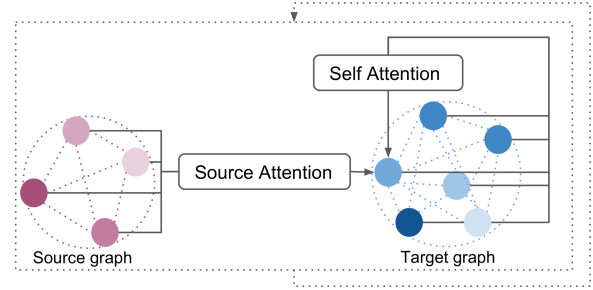 Self Attention
Source Attention
Source graph
Target graph